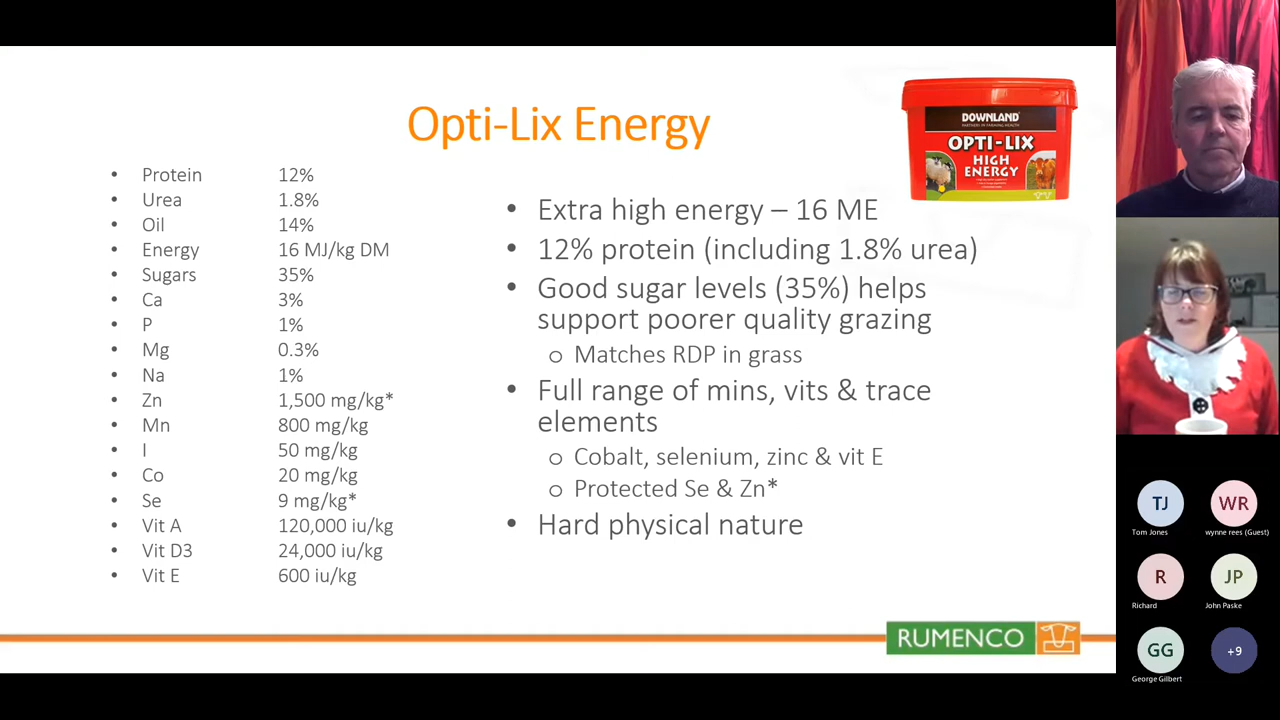 Opti-Lix Energy
• Protein 12%
• Urea 1.8%
• Oil 14%
• Energy 16 MJ/kg DM
• Sugars 35%
• Ca 3%
• P 1%
• Mg 0.3%
• Na 1%
• Zn 1,500 mg/kg*
• Mn 800 mg/kg
• I 50 mg/kg
• Co 20 mg/kg
• Se 9 mg/kg*
• Vit A 120,000 iu/kg
• Vit D3 24,000 iu/kg
• Vit E 600 iu/kg
DOWNLAND
PARTNERS IN FARMING HEALTH
OPTI-LIX
HIGH
ENERGY
• Extra high energy – 16 ME
• 12% protein (including 1.8% urea)
• Good sugar levels (35%) helps
support poorer quality grazing
o Matches RDP in grass
• Full range of mins, vits & trace
elements
o Cobalt, selenium, zinc & vit E
o Protected Se & Zn*
• Hard physical nature
RUMENCO
TJ
Tom Jones
WR
wynne rees (Guest)
R
Richard
JP
John Paske
GG
George Gilbert
+9